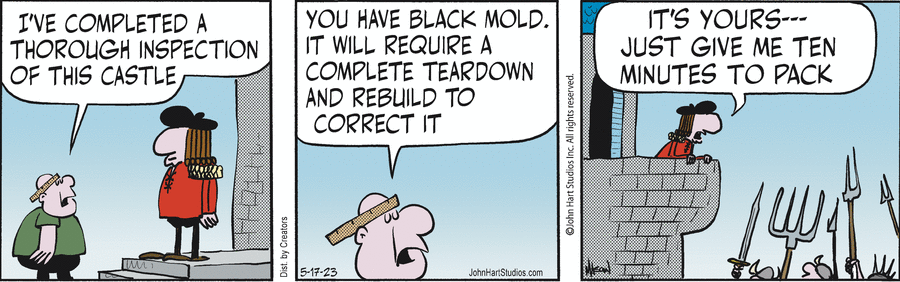 I'VE COMPLETED A
THOROUGH INSPECTION
OF THIS CASTLE
Dist. by Creators
YOU HAVE BLACK MOLD.
IT WILL REQUIRE A
COMPLETE TEARDOWN
AND REBUILD TO
CORRECT IT
5-17-23
JohnHartStudios.com
©John Hart Studios Inc. All rights reserved.
IT'S YOURS---
JUST GIVE ME TEN
MINUTES TO PACK
MASON